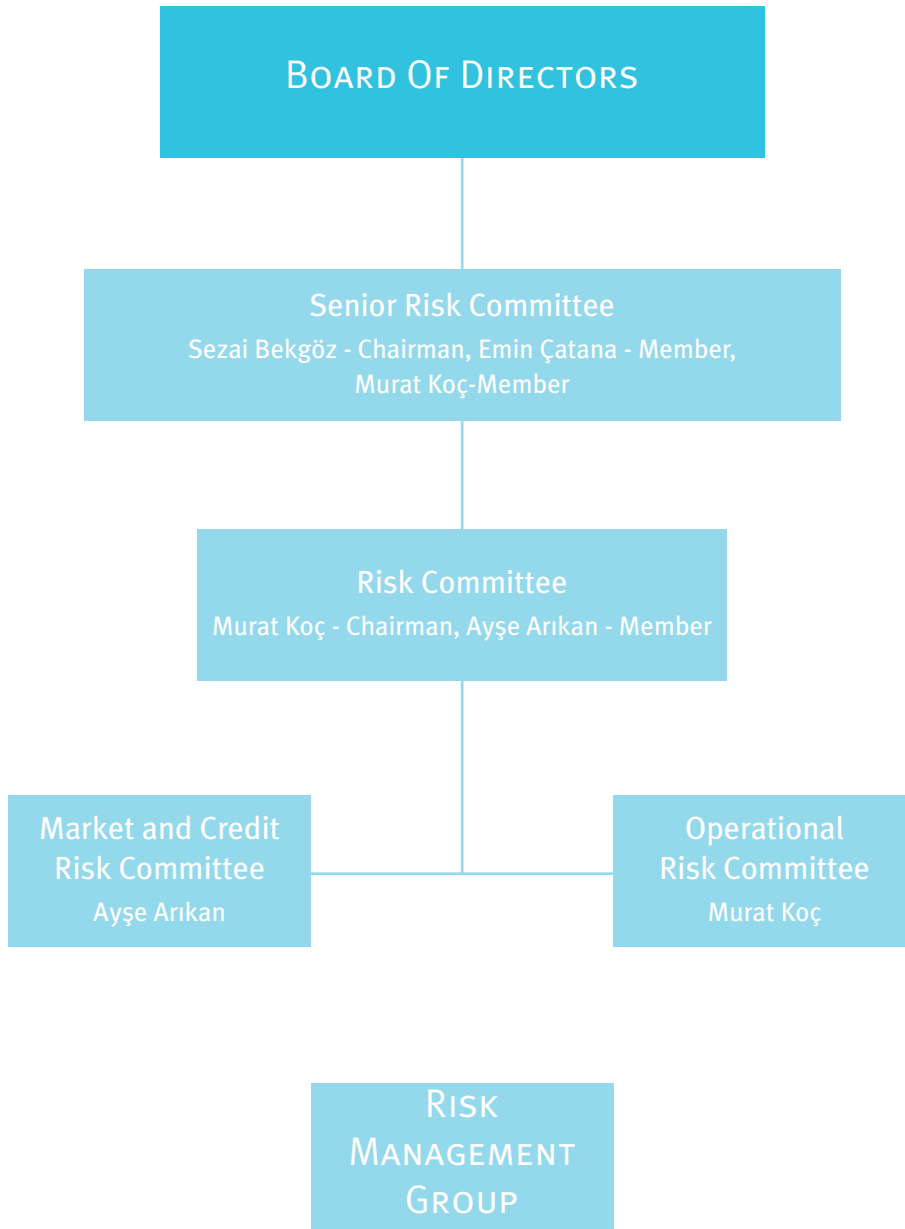 BOARD OF DIRECTORS
Senior Risk Committee
Sezai Bekgöz - Chairman, Emin Çatana - Member,
Murat Koç-Member
Risk Committee
Murat Koç - Chairman, Ayşe Arıkan - Member
Market and Credit
Risk Committee
Ayşe Arıkan
Operational
Risk Committee
Murat Koç
RISK
MANAGEMENT
GROUP